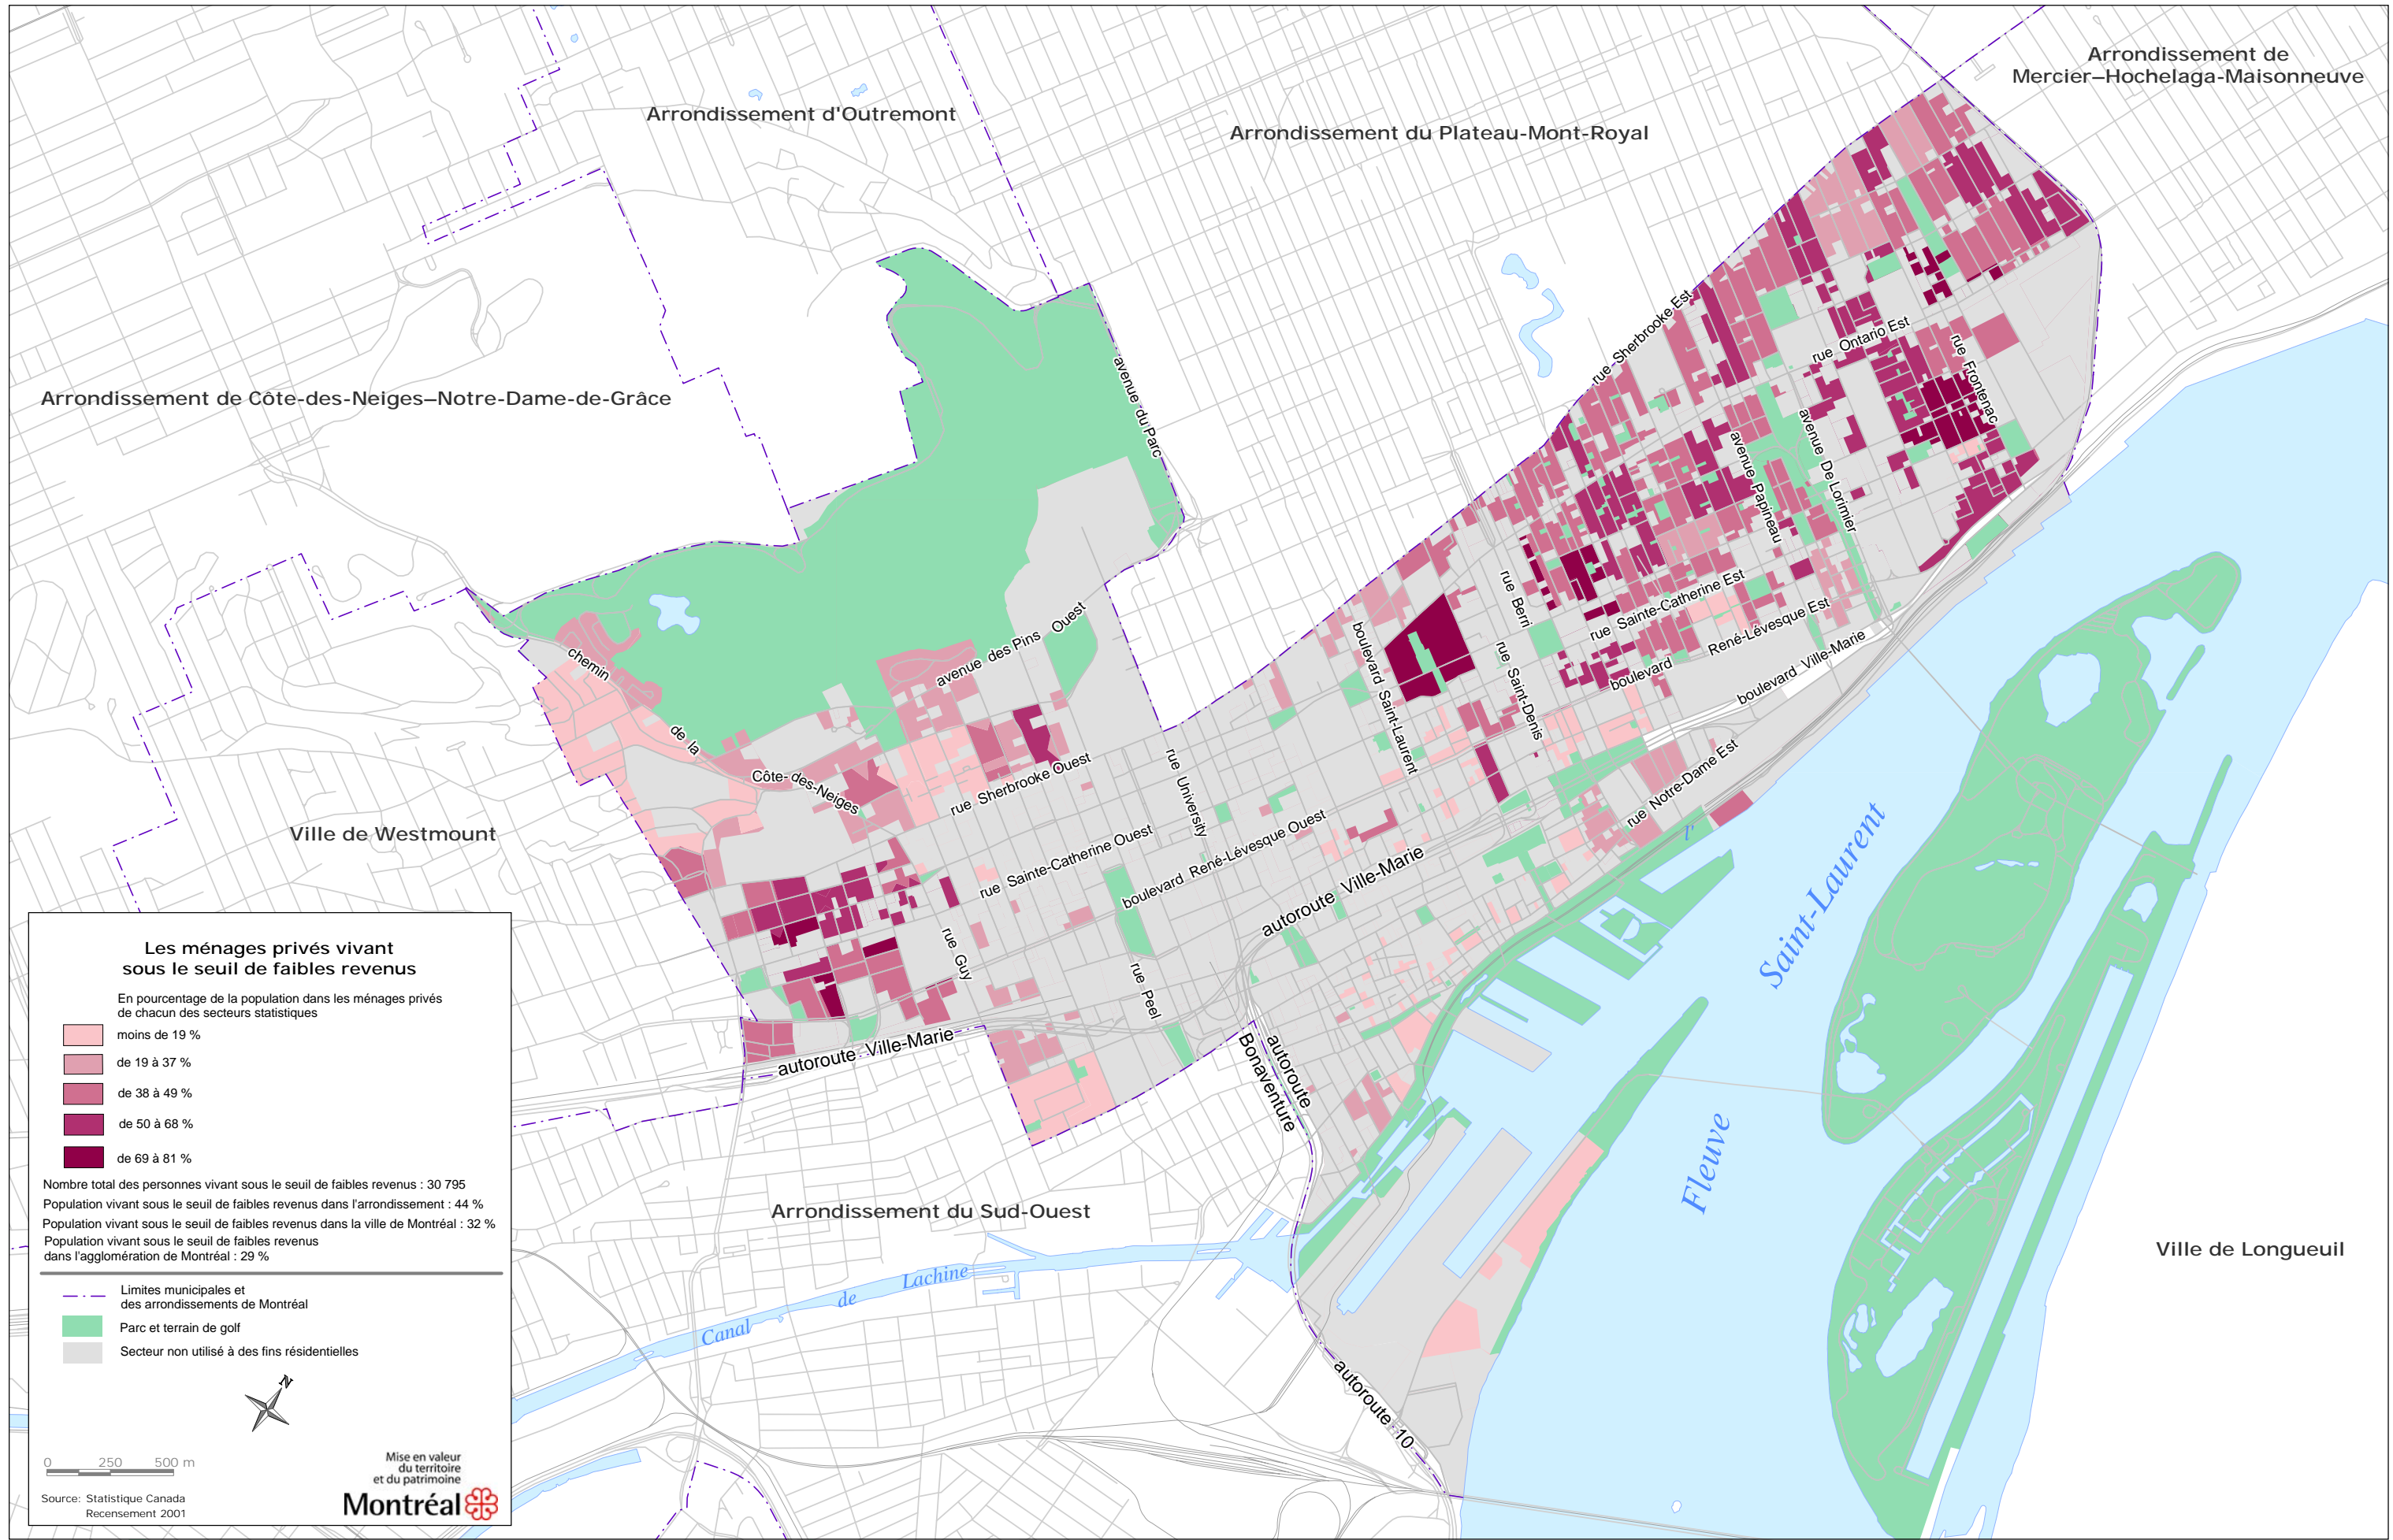 Arrondissement de
Mercier–Hochelaga-Maisonneuve
Arrondissement d'Outremont
Arrondissement du Plateau-Mont-Royal
Arrondissement de Côte-des-Neiges–Notre-Dame-de-Grâce
avenue du Parc
rue Sherbrooke Est
rue Ontario Est
rue Frontenac
avenue De Lorimier
avenue Papineau
rue Berri
rue Sainte-Catherine Est
boulevard René-Lévesque Est
boulevard Ville-Marie
boulevard Saint-Laurent
rue Saint-Denis
avenue des Pins Ouest
chemin de la Côte-des-Neiges
rue Sherbrooke Ouest
rue University
rue Notre-Dame Est
Ville de Westmount
rue Sainte-Catherine Ouest
boulevard René-Lévesque Ouest
autoroute Ville-Marie
rue Guy
rue Peel
autoroute Ville-Marie
autoroute
Bonaventure
Fleuve Saint-Laurent
l'
Arrondissement du Sud-Ouest
Ville de Longueuil
Canal de Lachine
autoroute 10
Les ménages privés vivant
sous le seuil de faibles revenus
En pourcentage de la population dans les ménages privés
de chacun des secteurs statistiques
moins de 19 %
de 19 à 37 %
de 38 à 49 %
de 50 à 68 %
de 69 à 81 %
Nombre total des personnes vivant sous le seuil de faibles revenus : 30 795
Population vivant sous le seuil de faibles revenus dans l'arrondissement : 44 %
Population vivant sous le seuil de faibles revenus dans la ville de Montréal : 32 %
Population vivant sous le seuil de faibles revenus
dans l'agglomération de Montréal : 29 %
Limites municipales et
des arrondissements de Montréal
Parc et terrain de golf
Secteur non utilisé à des fins résidentielles
N
0 250 500 m
Mise en valeur
du territoire
et du patrimoine
Montréal
Source: Statistique Canada
Recensement 2001